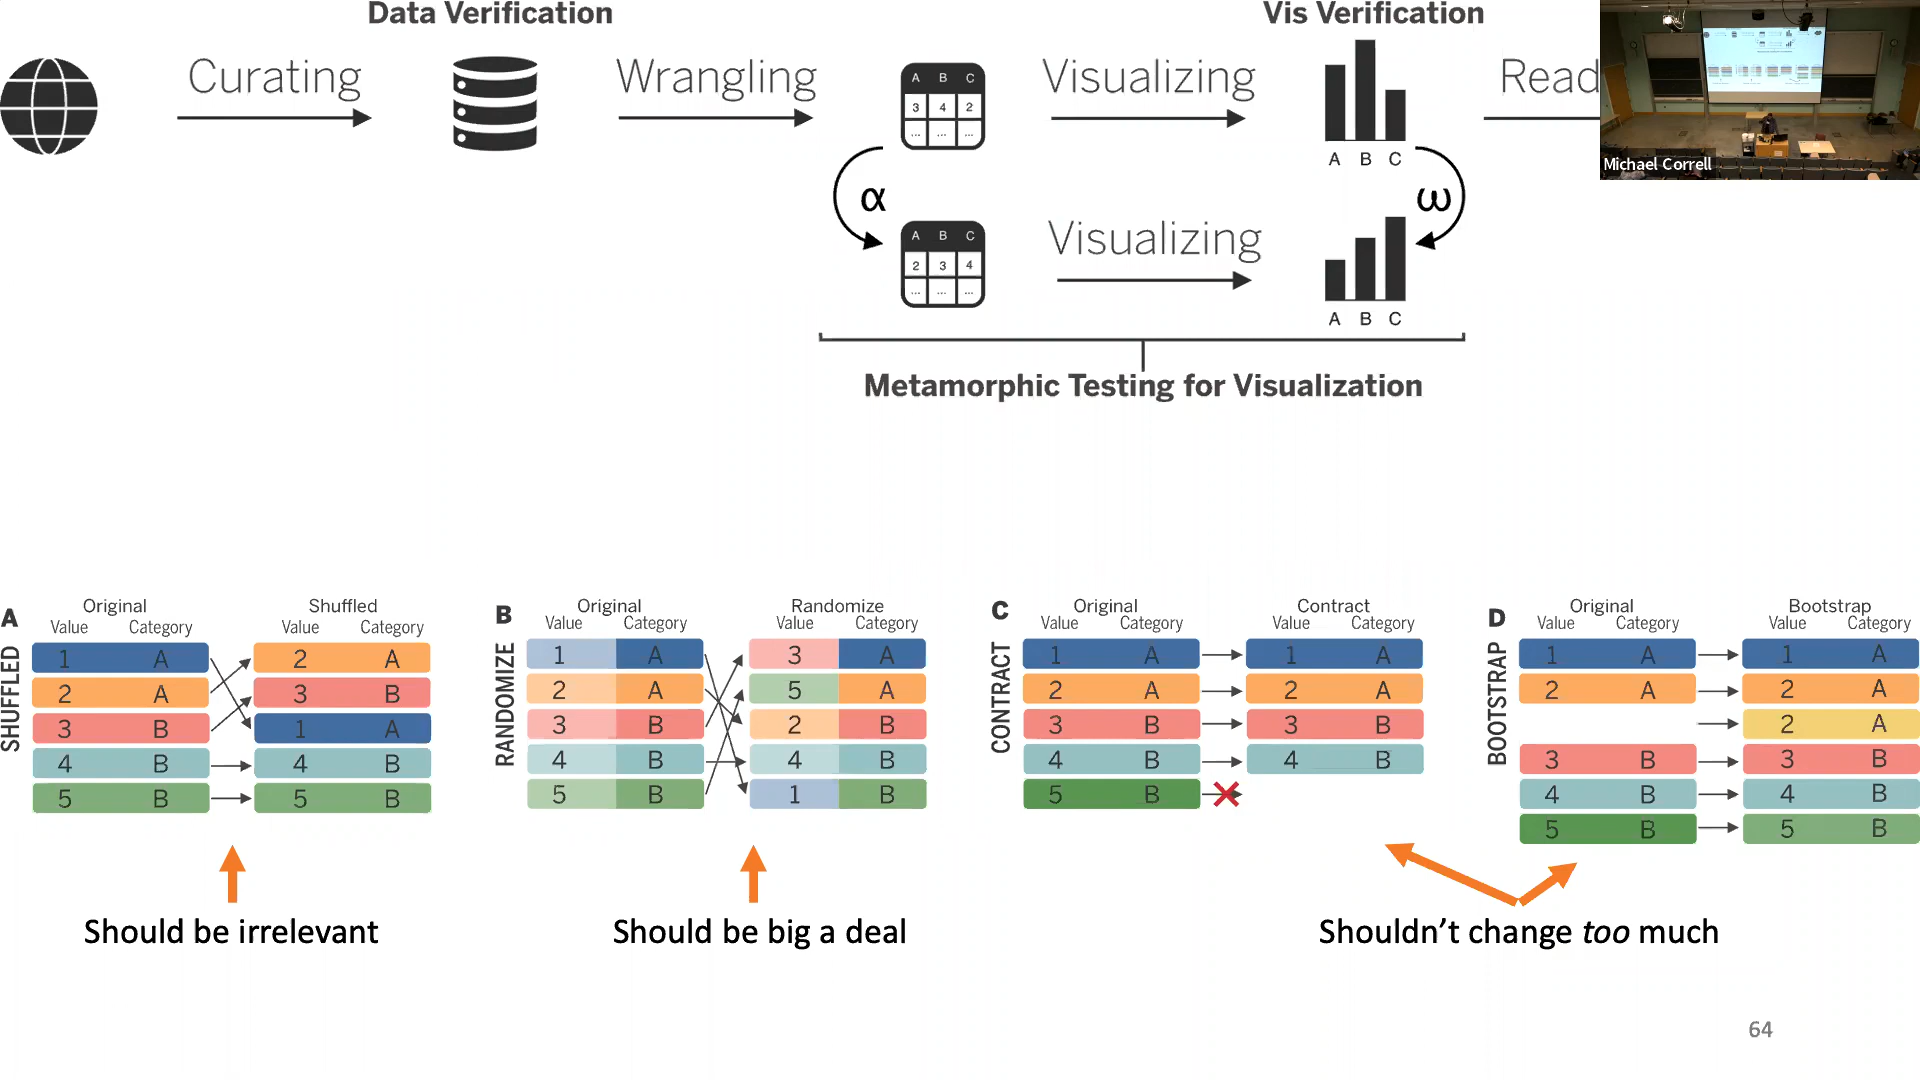 Data Verification
Vis Verification
Curating
Wrangling
Visualizing
Read
A B C
3 4 2
... ... ...
A B C
Michael Correll
α
ω
A B C
2 3 4
... ... ...
Visualizing
A B C
Metamorphic Testing for Visualization
A
SHUFFLED
Original
Shuffled
Value Category
Value Category
1 A
2 A
2 A
3 B
3 B
1 A
4 B
4 B
5 B
5 B
Should be irrelevant
B
RANDOMIZE
Original
Randomize
Value Category
Value Category
1 A
3 A
2 A
5 A
3 B
2 B
4 B
4 B
5 B
1 B
Should be big a deal
C
CONTRACT
Original
Contract
Value Category
Value Category
1 A
1 A
2 A
2 A
3 B
3 B
4 B
4 B
5 B
D
BOOTSTRAP
Original
Bootstrap
Value Category
Value Category
1 A
1 A
2 A
2 A
2 A
3 B
3 B
4 B
4 B
5 B
5 B
Shouldn’t change too much
64